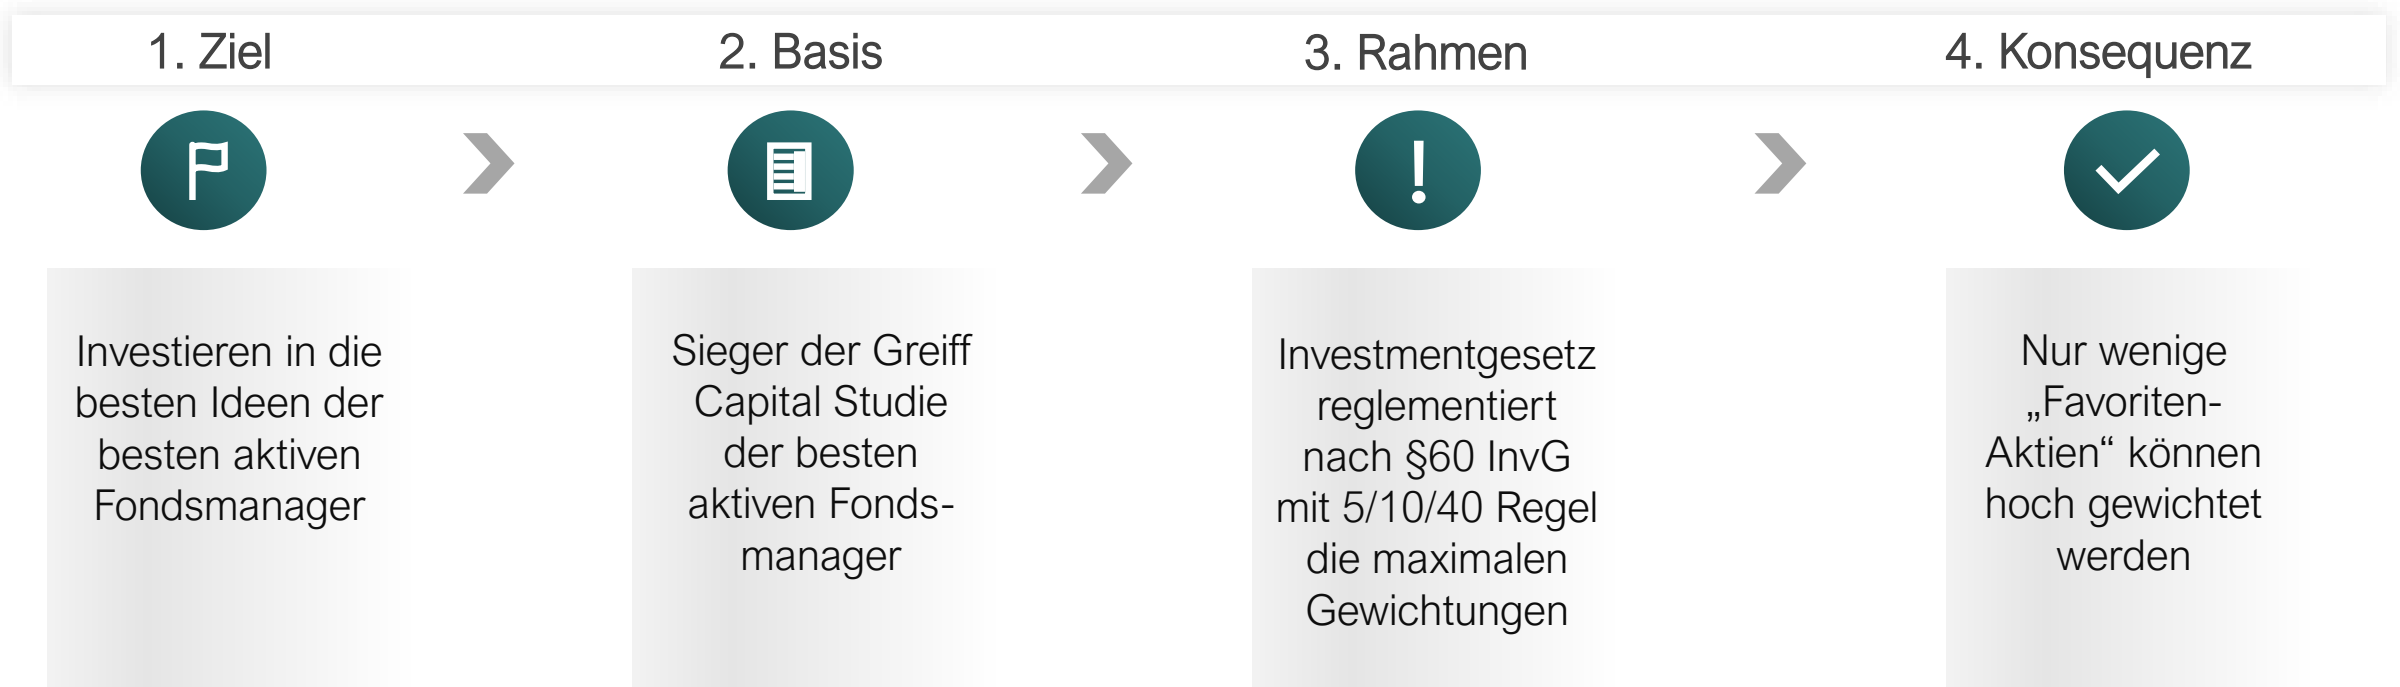 1. Ziel
2. Basis
3. Rahmen
4. Konsequenz
Investieren in die
besten Ideen der
besten aktiven
Fondsmanager
Sieger der Greiff
Capital Studie
der besten
aktiven Fonds-
manager
Investmentgesetz
reglementiert
nach §60 InvG
mit 5/10/40 Regel
die maximalen
Gewichtungen
Nur wenige
„Favoriten-
Aktien“ können
hoch gewichtet
werden